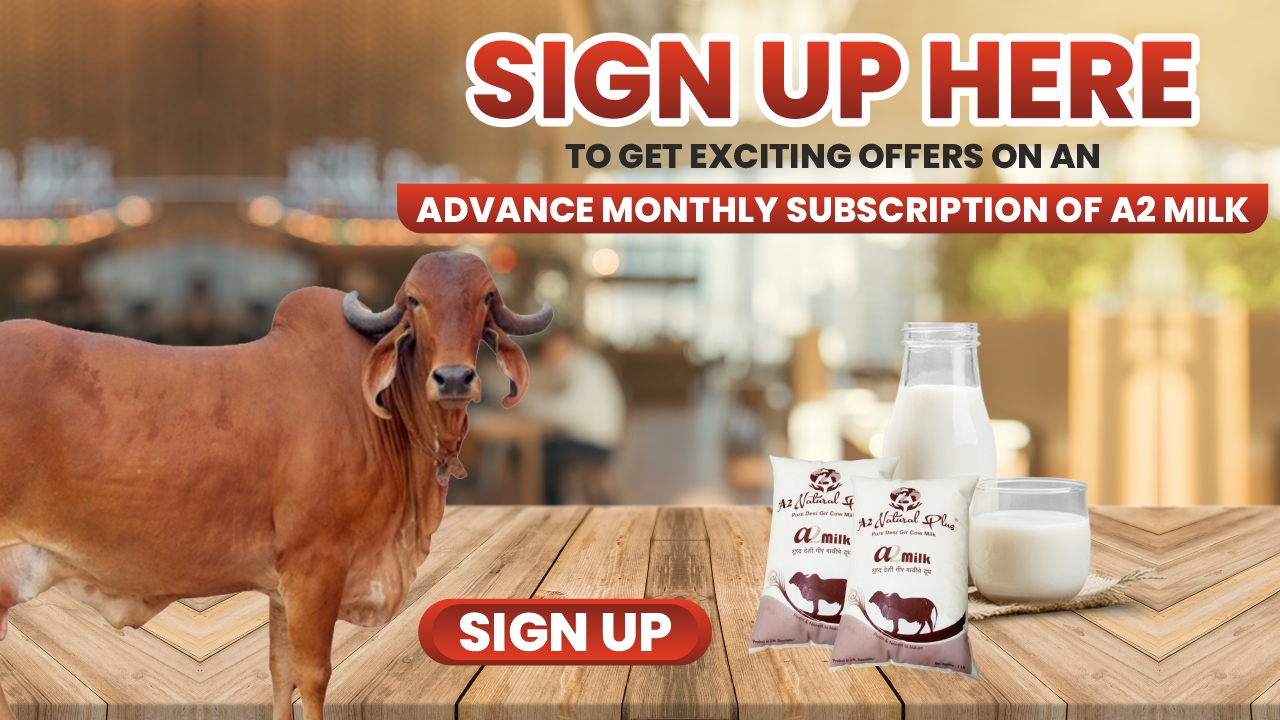 SIGN UP HERE
TO GET EXCITING OFFERS ON AN
ADVANCE MONTHLY SUBSCRIPTION OF A2 MILK
A2 Natural
Pure Desi Gir Cow Milk
a2 Milk
शुध्द देशी गीर गायीचे दूध
A2 Natural Plus®
Pure Desi Gir Cow Milk
a2 Milk
शुध्द देशी गीर गायीचे दूध
SIGN UP